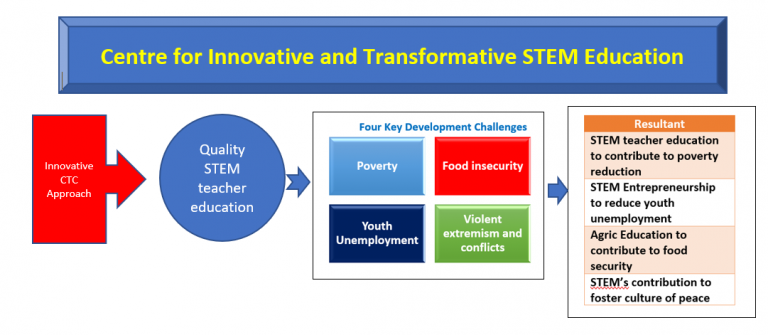 Centre for Innovative and Transformative STEM Education
Innovative
CTC
Approach
Quality
STEM
teacher
education
Four Key Development Challenges
Poverty
Food insecurity
Youth
Unemployment
Violent
extremism and
conflicts
Resultant
STEM teacher education
to contribute to poverty
reduction
STEM Entrepreneurship
to reduce youth
unemployment
Agric Education to
contribute to food
security
STEM's contribution to
foster culture of peace